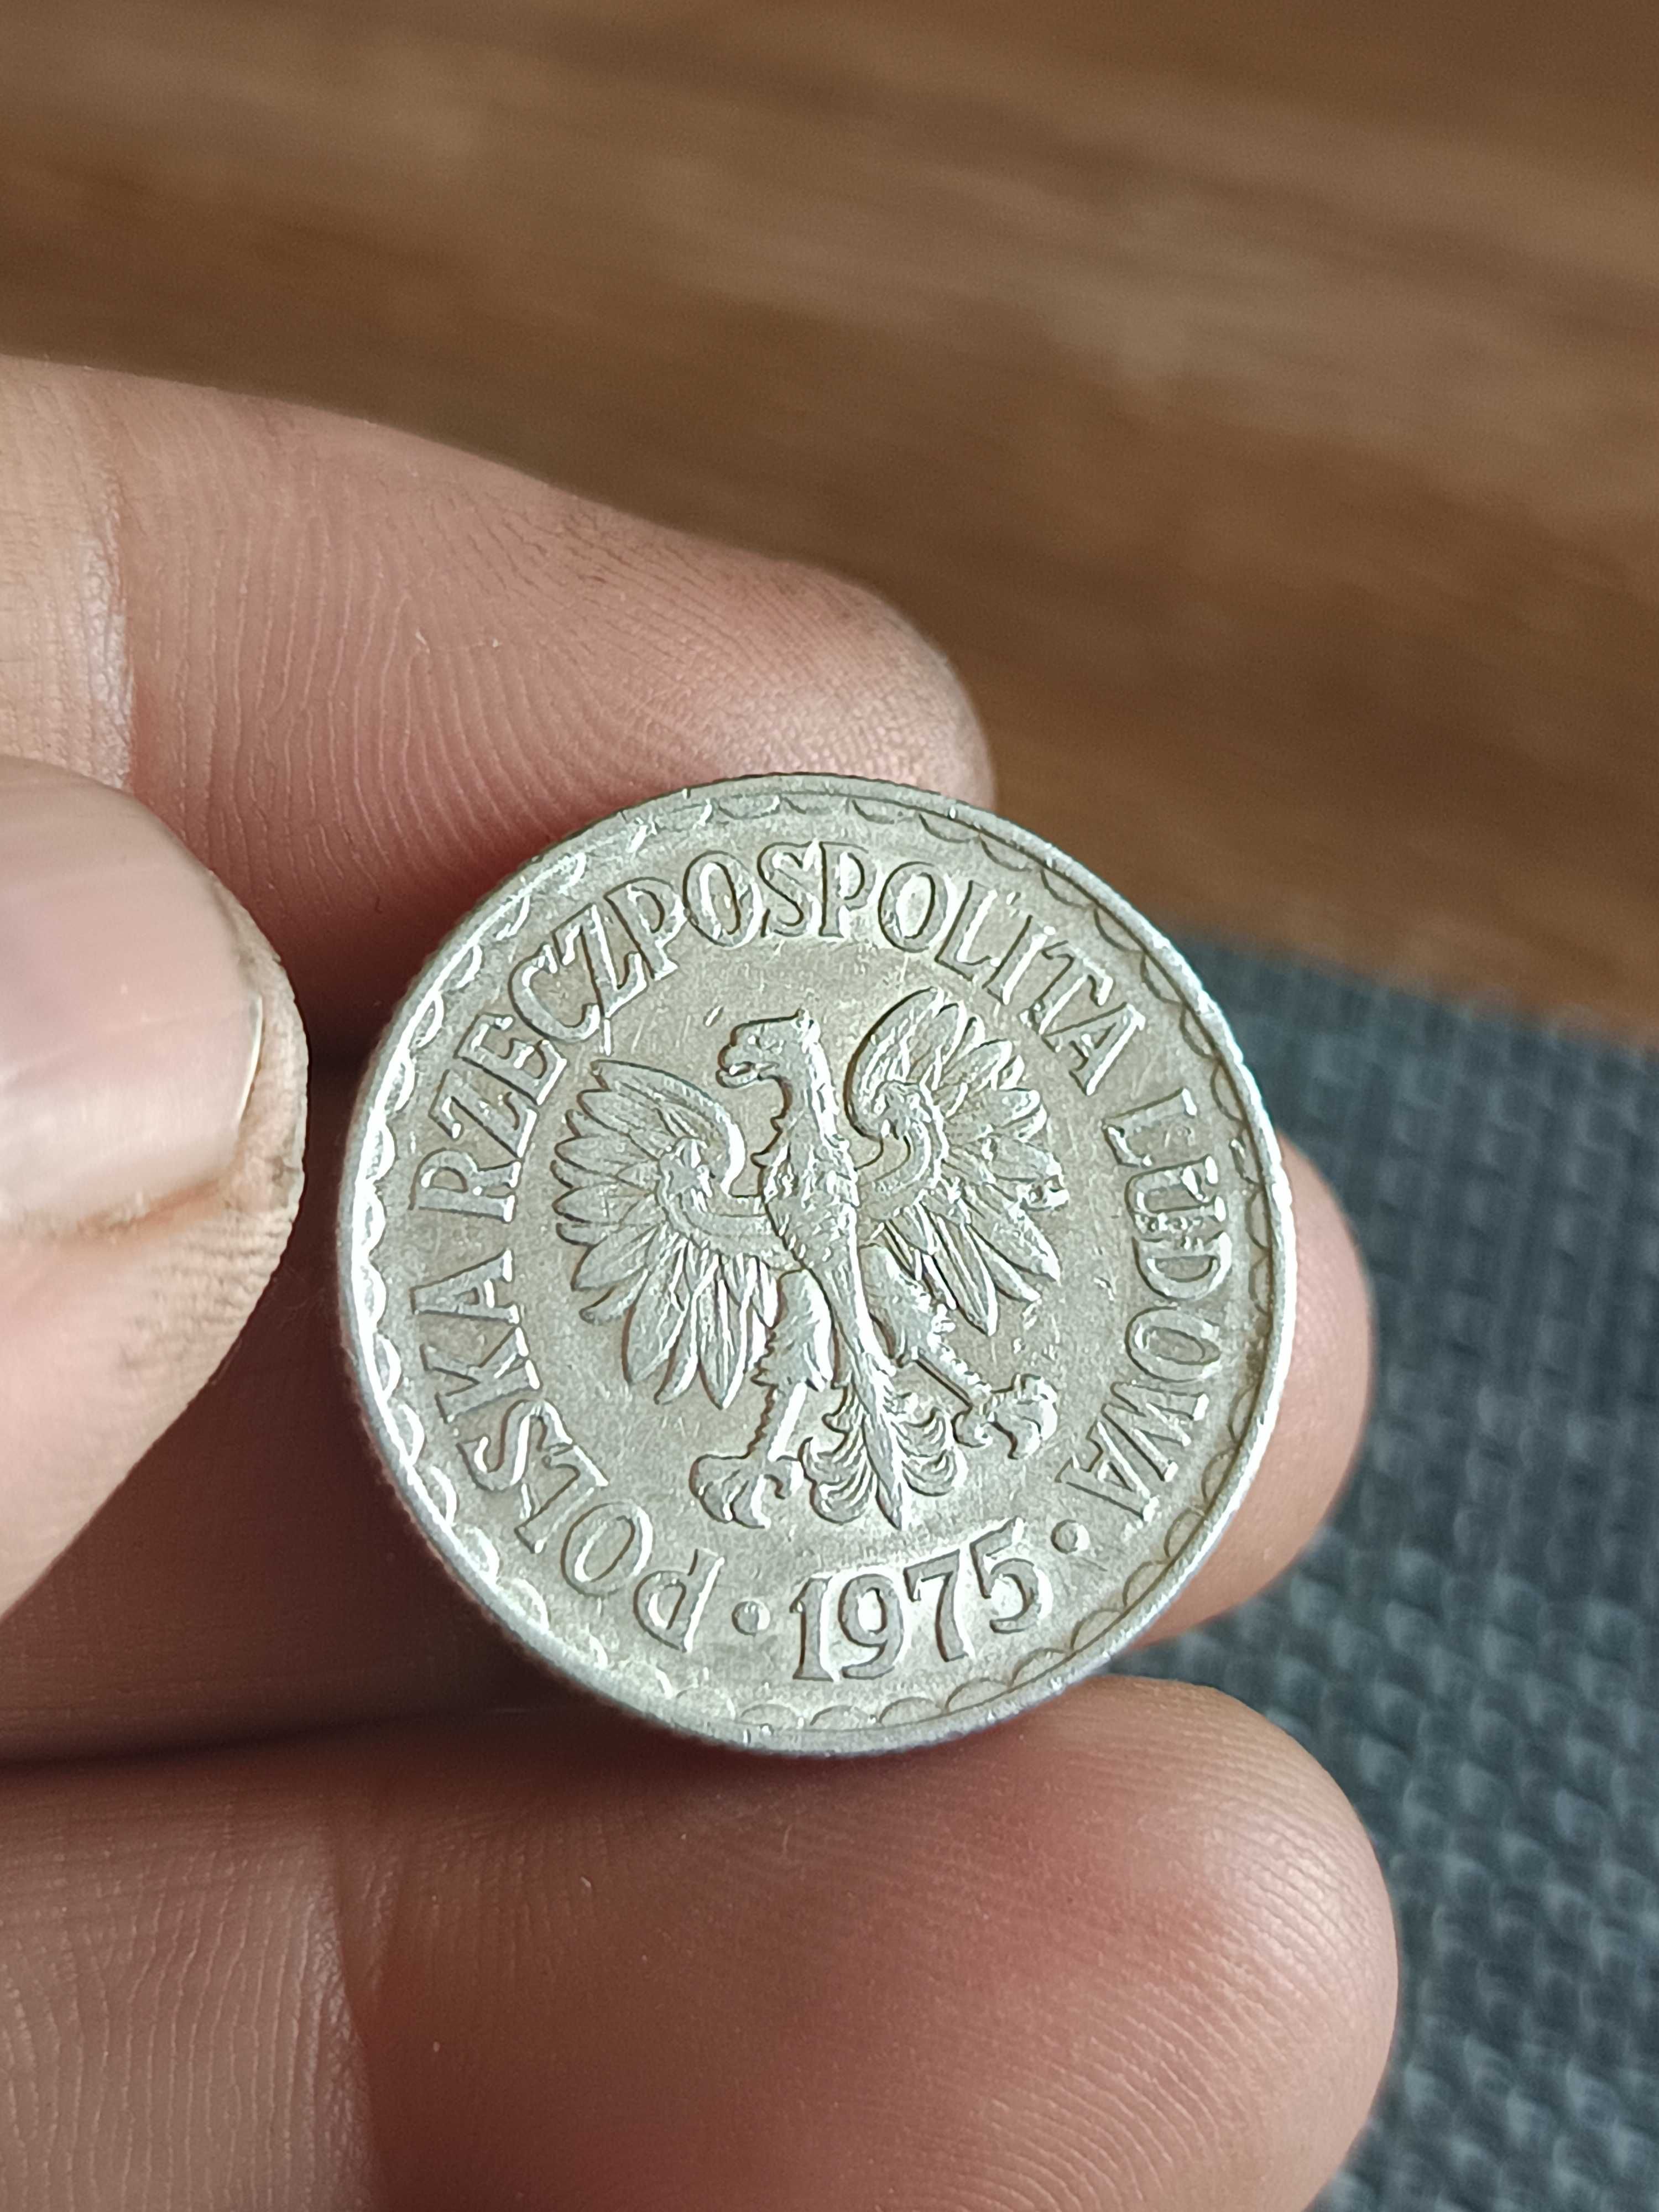 POLSKA RZECZPOSPOLITA LUDOWA
· 1975 ·